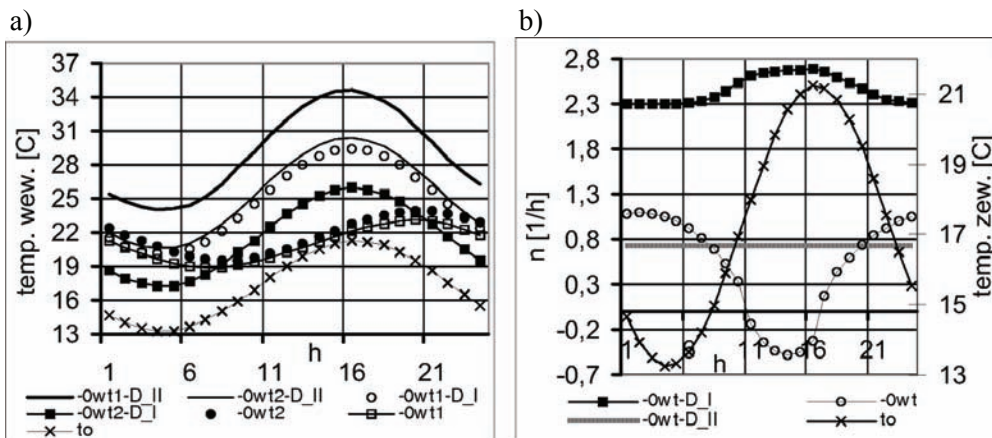 a)
temp. wew. [C]
37
34
31
28
25
22
19
16
13
1
6
11
16
21
h
-0wt1-D_II
-0wt2-D_II
-0wt1-D_I
-0wt2-D_I
-0wt2
-0wt1
to
b)
n [1/h]
2,8
2,3
1,8
1,3
0,8
0,3
-0,2
-0,7
1
6
11
16
21
h
21
19
17
15
13
temp. zew. [C]
-0wt-D_I
-0wt
-0wt-D_II
to